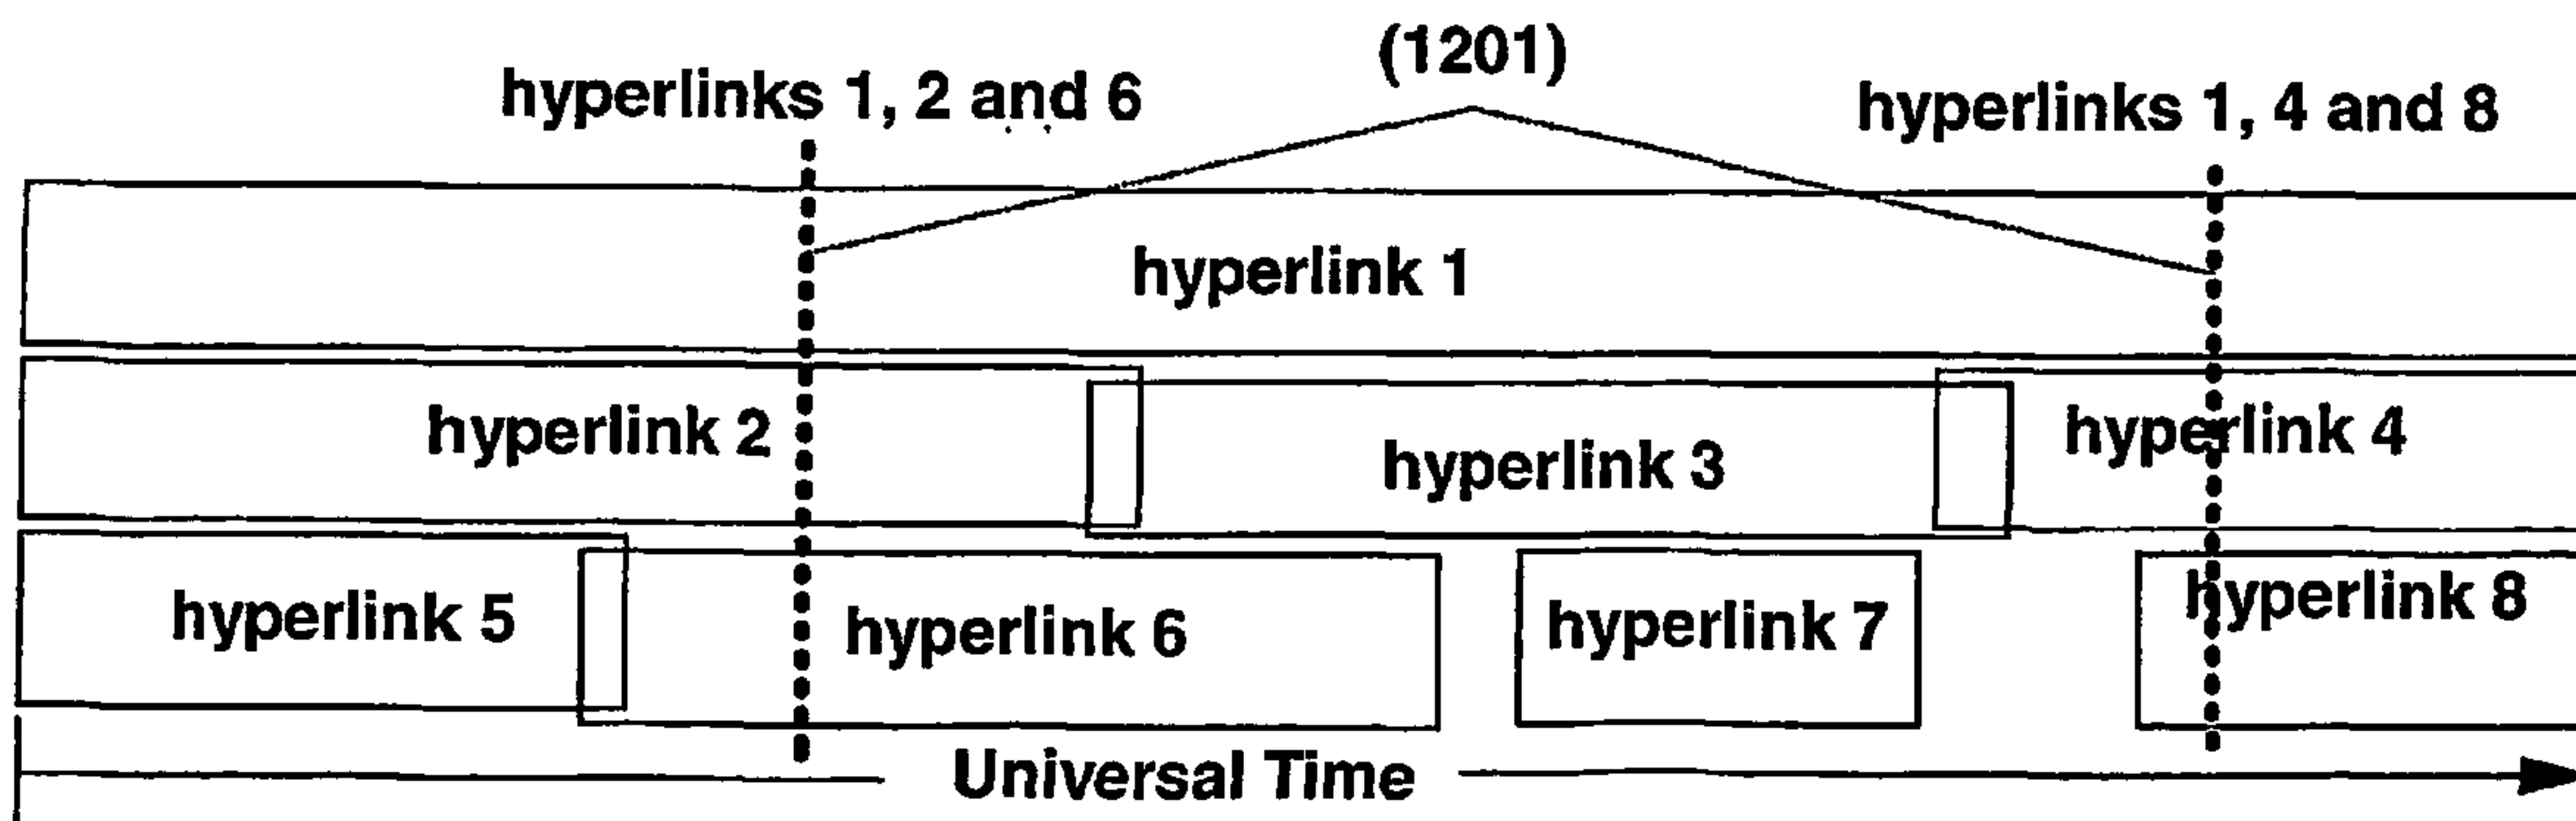 (1201)
hyperlinks 1, 2 and 6
hyperlinks 1, 4 and 8
hyperlink 1
hyperlink 2
hyperlink 3
hyperlink 4
hyperlink 5
hyperlink 6
hyperlink 7
hyperlink 8
Universal Time